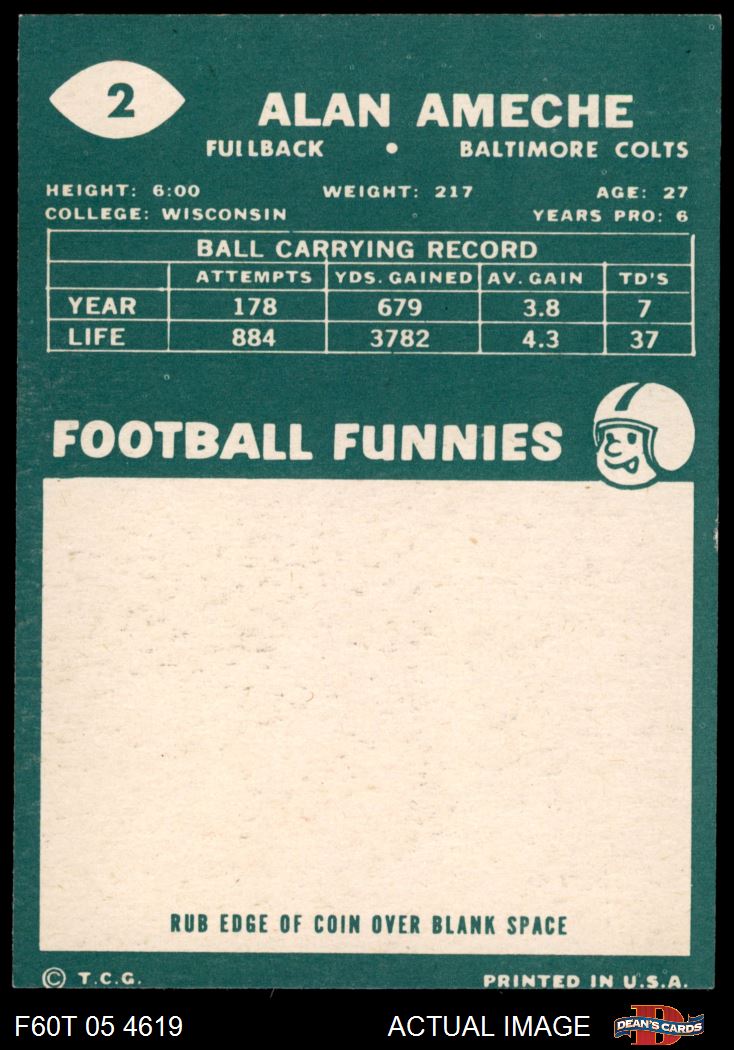 2
ALAN AMECHE
FULLBACK • BALTIMORE COLTS
HEIGHT: 6:00 WEIGHT: 217 AGE: 27
COLLEGE: WISCONSIN YEARS PRO: 6
BALL CARRYING RECORD
ATTEMPTS YDS. GAINED AV. GAIN TD'S
YEAR 178 679 3.8 7
LIFE 884 3782 4.3 37
FOOTBALL FUNNIES
RUB EDGE OF COIN OVER BLANK SPACE
© T.C.G. PRINTED IN U.S.A.
F60T 05 4619 ACTUAL IMAGE D DEAN'S CARDS